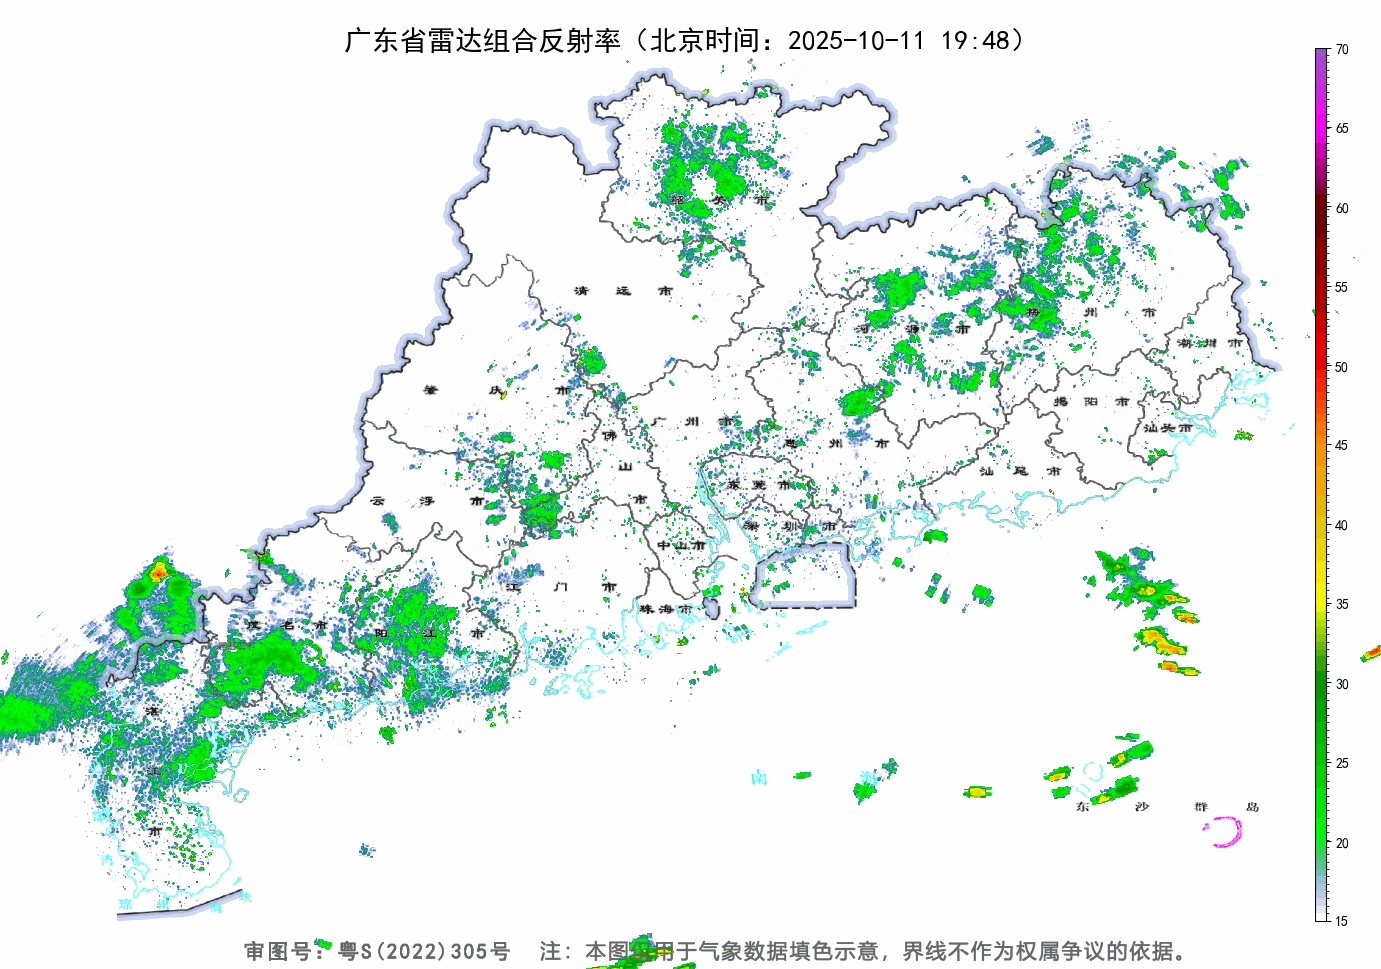 广东省雷达组合反射率（北京时间：2025-10-11 19:48）
70
65
60
55
50
45
40
35
30
25
20
15
韶关市
清远市
河源市
梅州市
潮州市
肇庆市
广州市
揭阳市
汕头市
佛山市
惠州市
汕尾市
云浮市
东莞市
深圳市
中山市
江门市
珠海市
茂名市
阳江市
湛江市
南海
东沙群岛
琼州海峡
审图号：粤S(2022)305号 注：本图仅用于气象数据填色示意，界线不作为权属争议的依据。